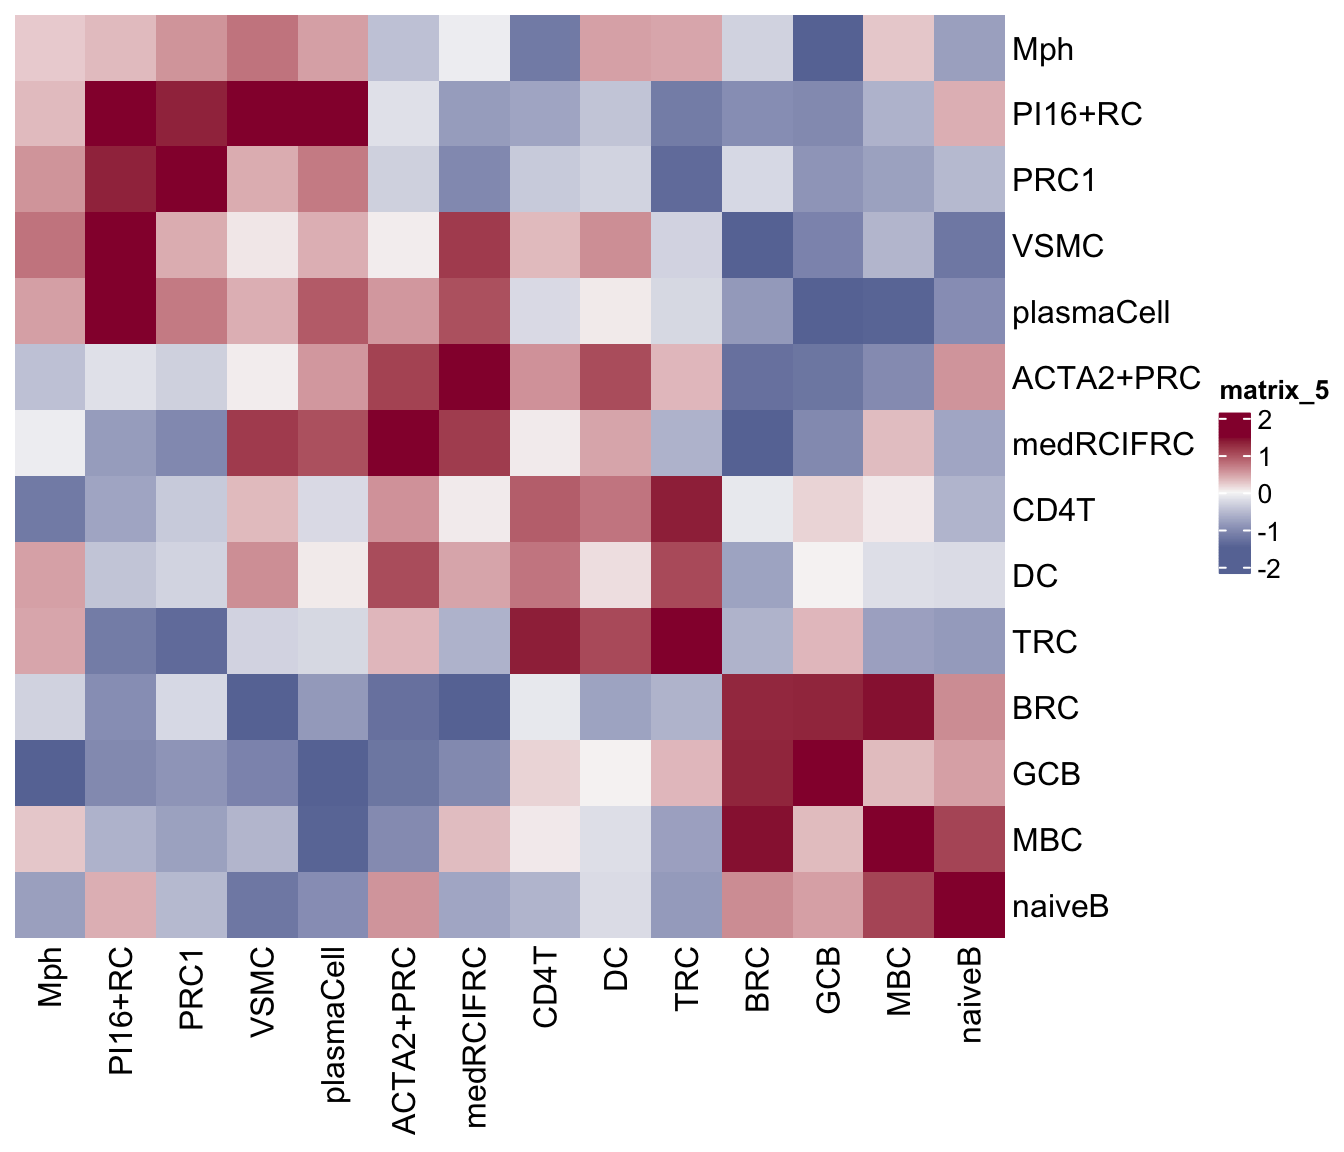 Mph
PI16+RC
PRC1
VSMC
plasmaCell
ACTA2+PRC
medRCIFRC
CD4T
DC
TRC
BRC
GCB
MBC
naiveB
matrix_5
2
1
0
-1
-2
Mph
PI16+RC
PRC1
VSMC
plasmaCell
ACTA2+PRC
medRCIFRC
CD4T
DC
TRC
BRC
GCB
MBC
naiveB